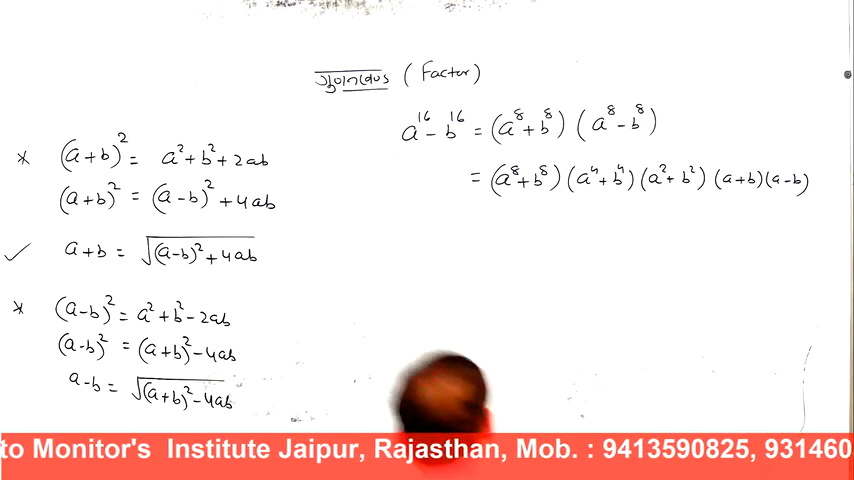 गुणनखण्ड (Factor)
* (a+b)² = a²+b²+2ab
(a+b)² = (a-b)²+4ab
✓ a+b = √(a-b)²+4ab
* (a-b)² = a²+b²-2ab
(a-b)² = (a+b)²-4ab
a-b = √(a+b)²-4ab
a¹⁶-b¹⁶ = (a⁸+b⁸) (a⁸-b⁸)
= (a⁸+b⁸) (a⁴+b⁴) (a²+b²) (a+b)(a-b)
to Monitor's Institute Jaipur, Rajasthan, Mob. : 9413590825, 931460